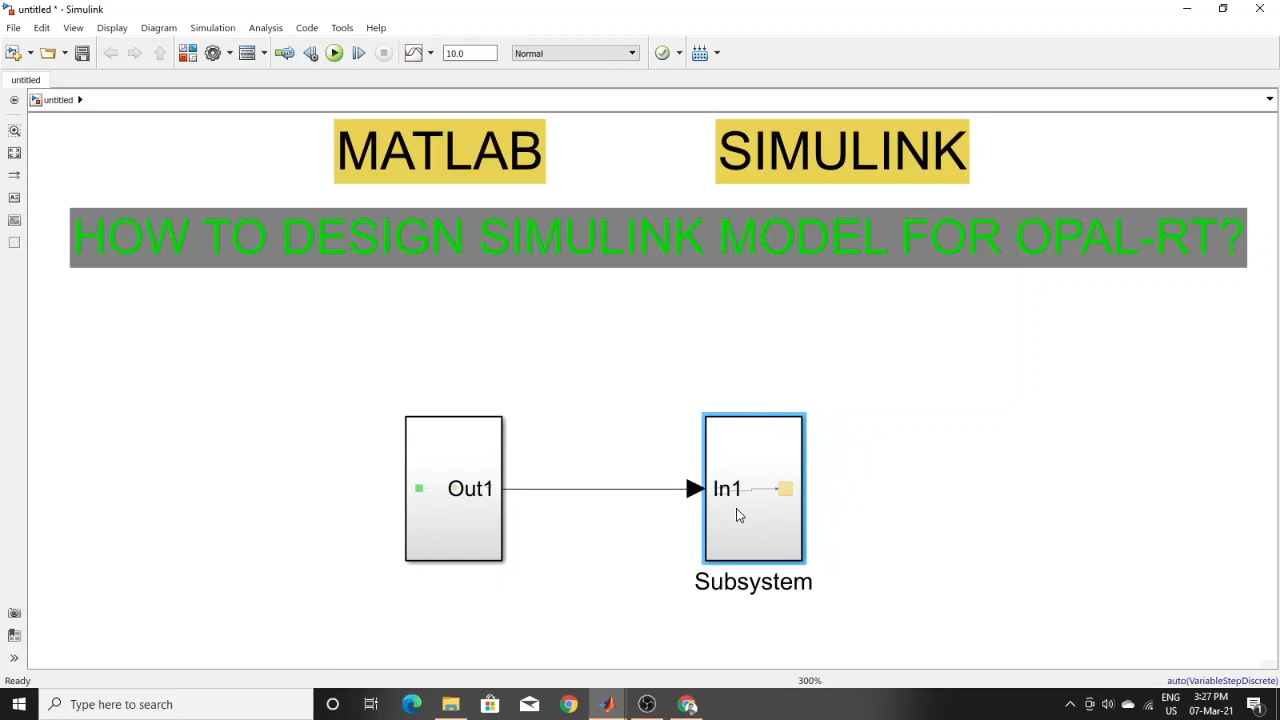 untitled * - Simulink
File Edit View Display Diagram Simulation Analysis Code Tools Help
10.0 Normal
untitled
untitled
MATLAB SIMULINK
HOW TO DESIGN SIMULINK MODEL FOR OPAL-RT?
Out1 In1
Subsystem
Ready 300% auto(VariableStepDiscrete)
Type here to search
ENG 3:27 PM
US 07-Mar-21
1